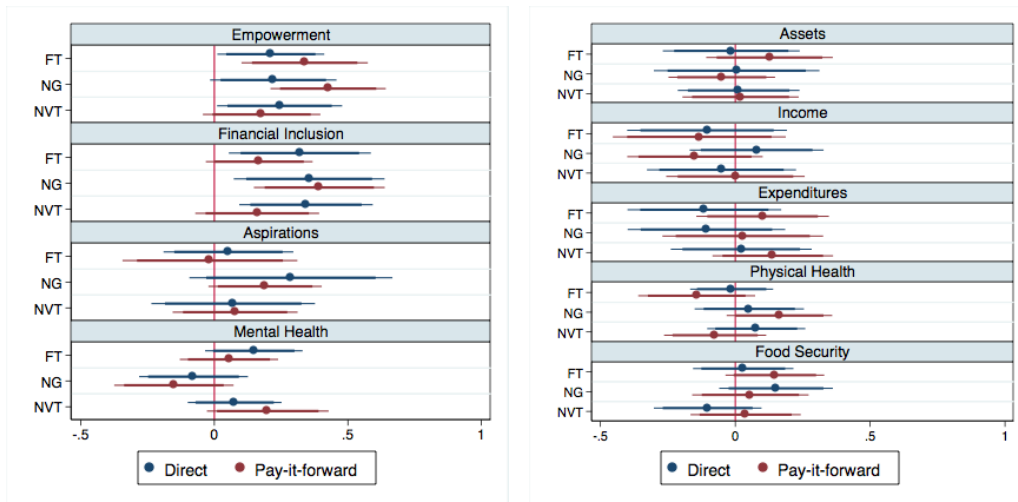 Empowerment
FT
NG
NVT
Financial Inclusion
FT
NG
NVT
Aspirations
FT
NG
NVT
Mental Health
FT
NG
NVT
-.5 0 .5 1
Direct Pay-it-forward
Assets
FT
NG
NVT
Income
FT
NG
NVT
Expenditures
FT
NG
NVT
Physical Health
FT
NG
NVT
Food Security
FT
NG
NVT
-.5 0 .5 1
Direct Pay-it-forward